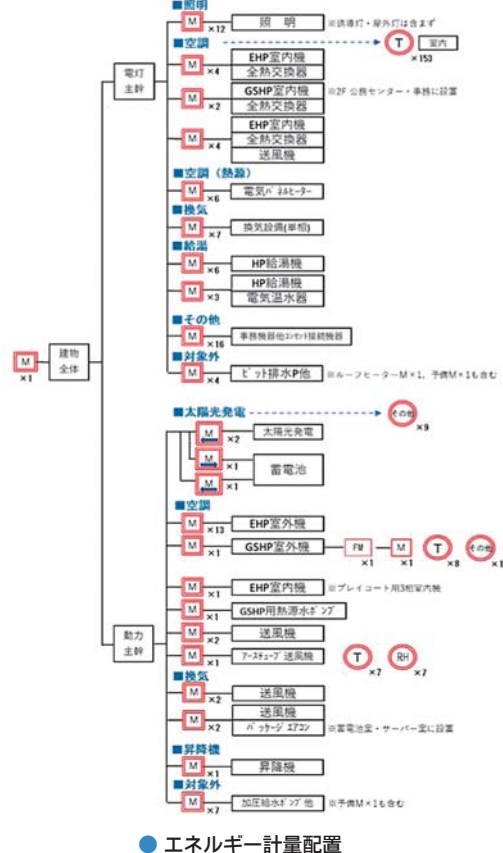 ■照明
M ×12 照 明 ※誘導灯・屋外灯は含まず
■空調 T 室内 ×153
電灯主幹
M ×4 EHP室内機
全熱交換器
M ×2 GSHP室内機 ※2F 公務センター・事務に設置
全熱交換器
M ×4 EHP室内機
全熱交換器
送風機
■空調（熱源）
M ×6 電気パネルヒーター
■換気
M ×7 換気設備(単相)
■給湯
M ×6 HP給湯機
M ×3 HP給湯機
電気温水器
■その他
M ×16 事務機器他コンセント接続機器
■対象外
M ×4 ピット排水P他 ※ルーフヒーターM×1、予備M×1も含む
M ×1 建物全体
■太陽光発電 その他 ×9
M ×2 太陽光発電
M ×1 蓄電池
M ×1
■空調
M ×13 EHP室外機
M ×1 GSHP室外機 FM ×1 M ×1 T ×8 その他 ×1
動力主幹
M ×1 EHP室内機 ※プレイコート用3相室内機
M ×1 GSHP用熱源水ポンプ
M ×2 送風機
M ×1 アースチューブ送風機 T ×7 RH ×7
■換気
M ×2 送風機
M ×2 送風機
パッケージエアコン ※蓄電池室・サーバー室に設置
■昇降機
M ×1 昇降機
■対象外
M ×7 加圧給水ポンプ他 ※予備M×1も含む
● エネルギー計量配置